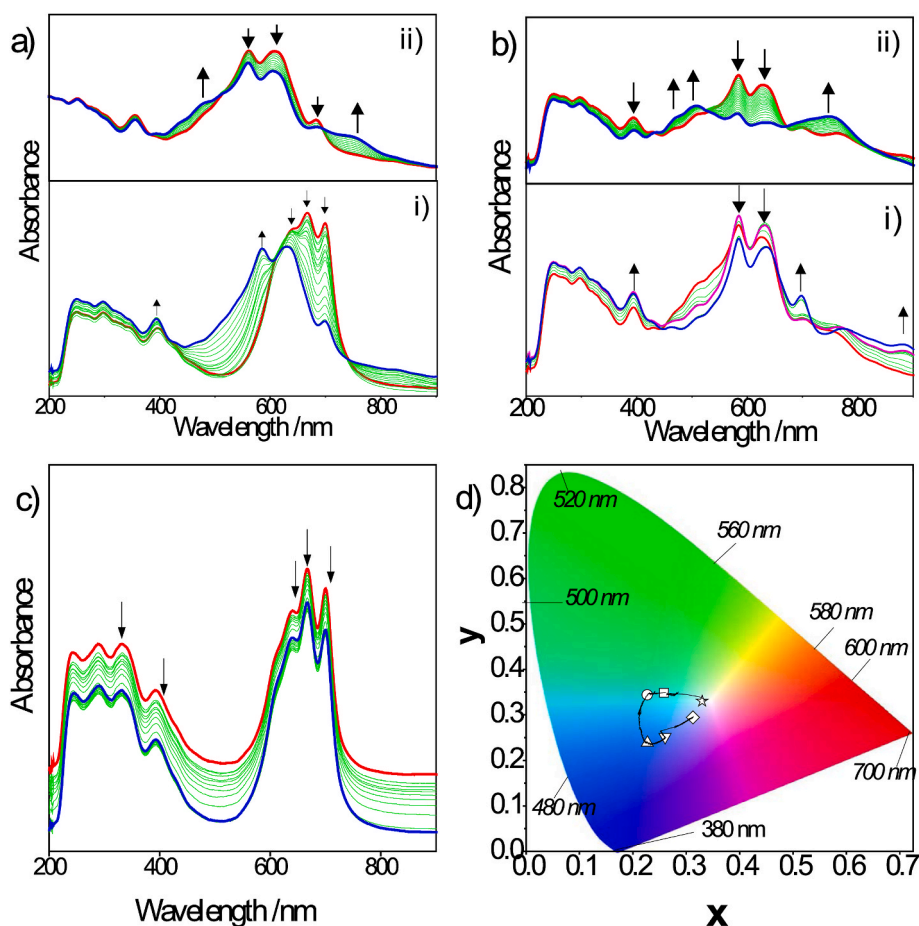 a)
ii)
i)
Absorbance
200 400 600 800
Wavelength /nm
b)
ii)
i)
Absorbance
200 400 600 800
Wavelength /nm
c)
Absorbance
200 400 600 800
Wavelength /nm
d)
0.8
0.7
0.6
0.5
0.4
0.3
0.2
0.1
0.0
y
520 nm
560 nm
500 nm
580 nm
600 nm
700 nm
480 nm
380 nm
0.0 0.1 0.2 0.3 0.4 0.5 0.6 0.7
x